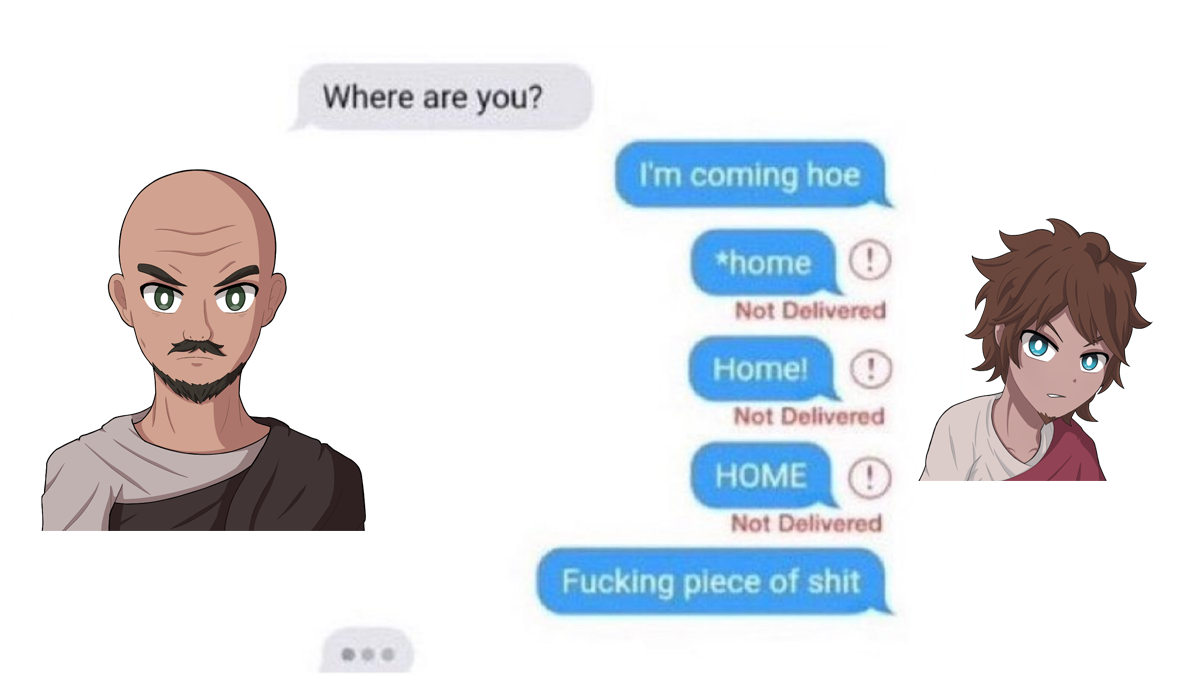 Where are you?
I'm coming hoe
*home
Not Delivered
Home!
Not Delivered
HOME
Not Delivered
Fucking piece of shit